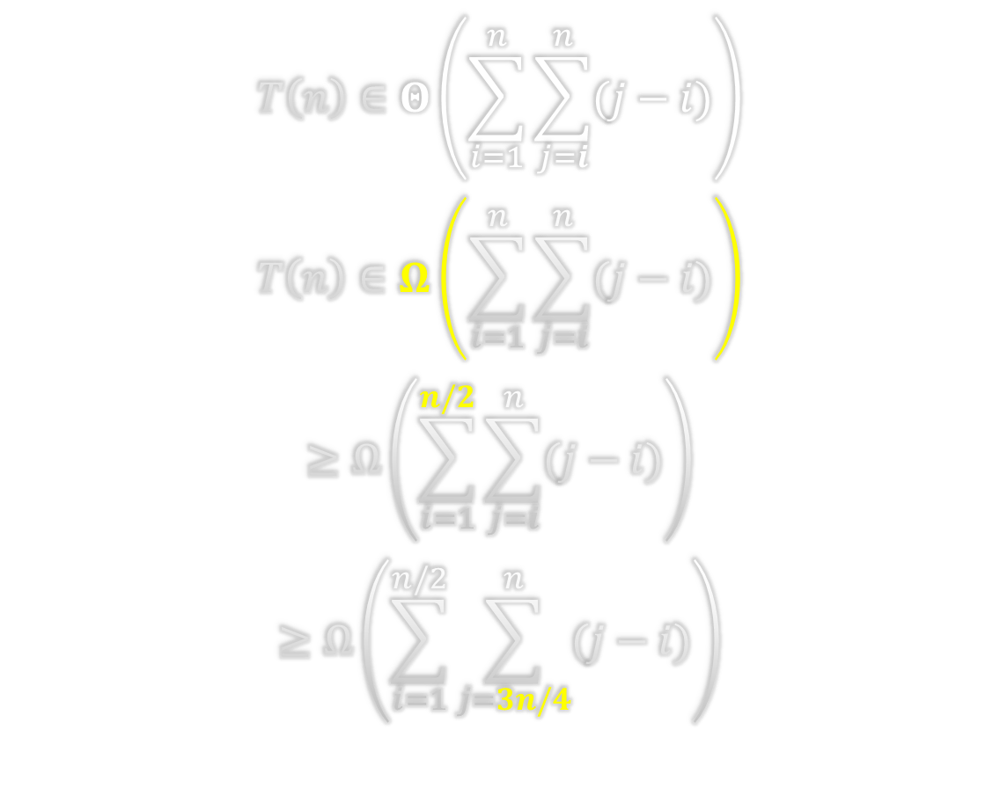 T(n) ∈ Θ(∑_{i=1}^{n} ∑_{j=i}^{n} (j − i))
T(n) ∈ Ω(∑_{i=1}^{n} ∑_{j=i}^{n} (j − i))
≥ Ω(∑_{i=1}^{n/2} ∑_{j=i}^{n} (j − i))
≥ Ω(∑_{i=1}^{n/2} ∑_{j=3n/4}^{n} (j − i))